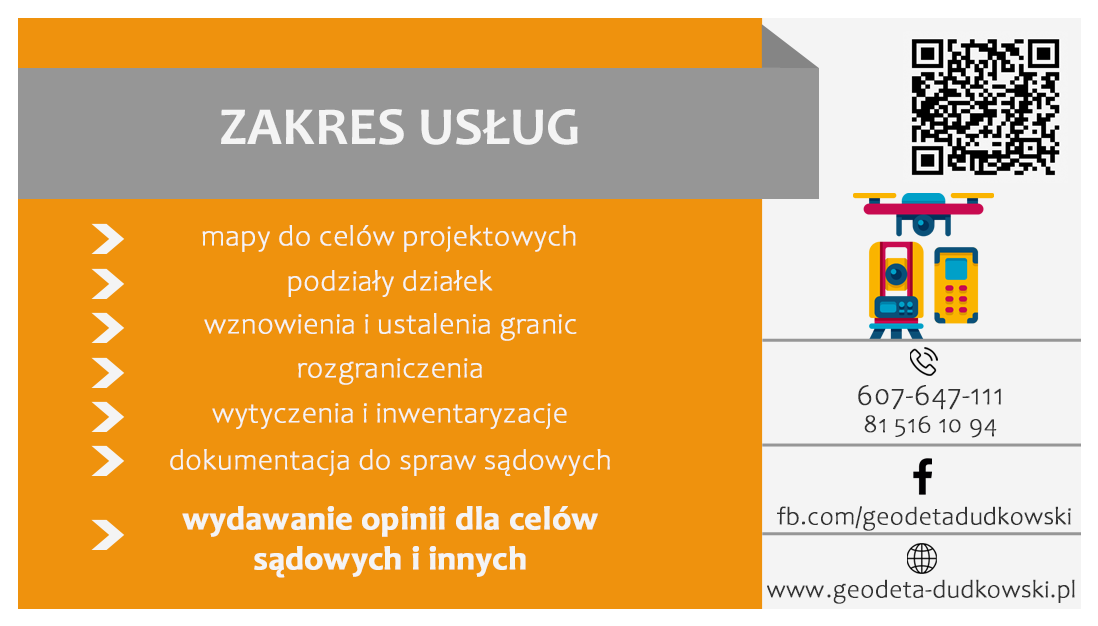 ZAKRES USŁUG
mapy do celów projektowych
podziały działek
wznowienia i ustalenia granic
rozgraniczenia
wytyczenia i inwentaryzacje
dokumentacja do spraw sądowych
wydawanie opinii dla celów
sądowych i innych
607-647-111
81 516 10 94
fb.com/geodetadudkowski
www.geodeta-dudkowski.pl